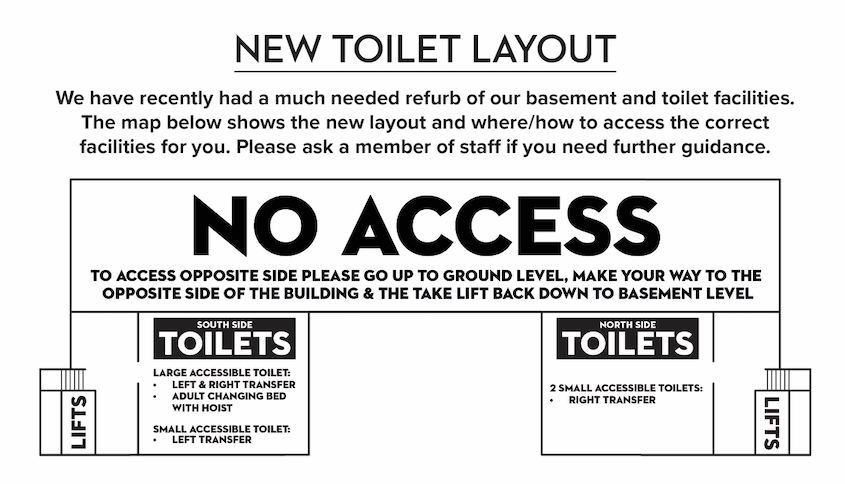 NEW TOILET LAYOUT
We have recently had a much needed refurb of our basement and toilet facilities.
The map below shows the new layout and where/how to access the correct
facilities for you. Please ask a member of staff if you need further guidance.
NO ACCESS
TO ACCESS OPPOSITE SIDE PLEASE GO UP TO GROUND LEVEL, MAKE YOUR WAY TO THE
OPPOSITE SIDE OF THE BUILDING & THE TAKE LIFT BACK DOWN TO BASEMENT LEVEL
SOUTH SIDE
TOILETS
LARGE ACCESSIBLE TOILET:
• LEFT & RIGHT TRANSFER
• ADULT CHANGING BED
WITH HOIST
SMALL ACCESSIBLE TOILET:
• LEFT TRANSFER
LIFTS
NORTH SIDE
TOILETS
2 SMALL ACCESSIBLE TOILETS:
• RIGHT TRANSFER
LIFTS